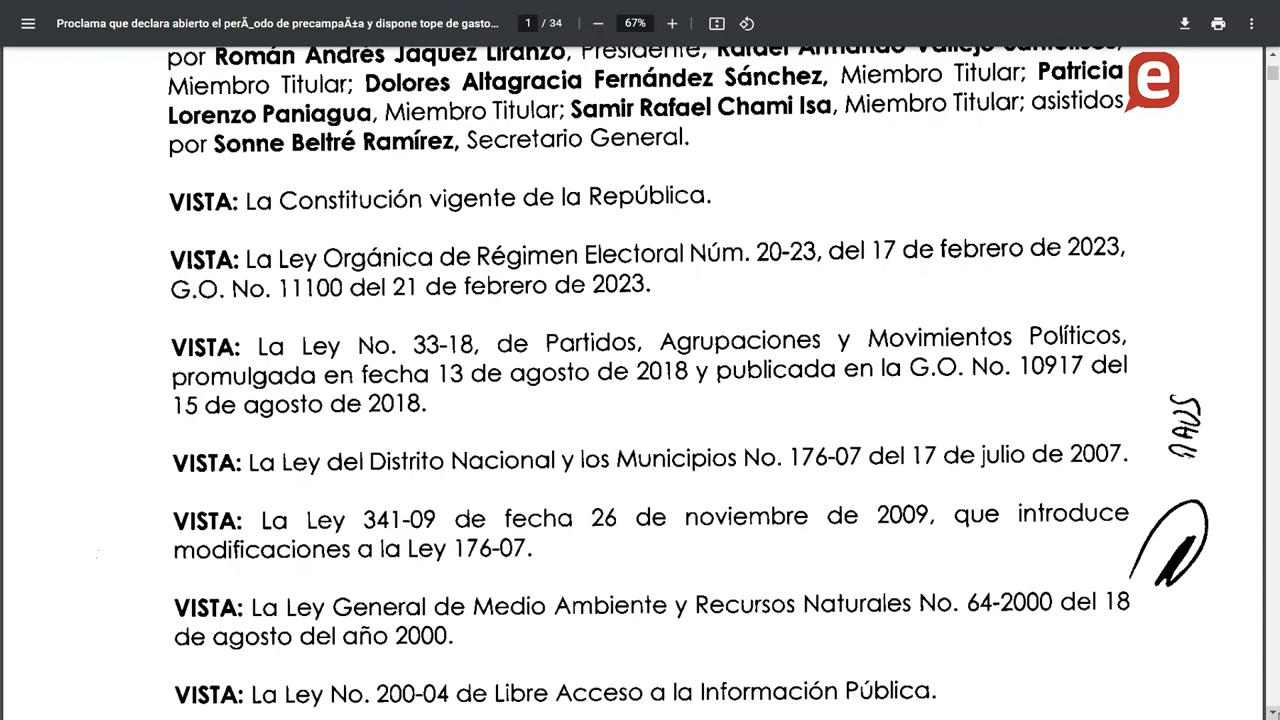 Proclama que declara abierto el perÃ_odo de precampaÃ±a y dispone tope de gasto...
1 / 34
67%
por Román Andrés Jáquez Liranzo, Presidente, Rafael Armando Vallejo Santelises,
Miembro Titular; Dolores Altagracia Fernández Sánchez, Miembro Titular; Patricia
Lorenzo Paniagua, Miembro Titular; Samir Rafael Chami Isa, Miembro Titular; asistidos
por Sonne Beltré Ramírez, Secretario General.
e
VISTA: La Constitución vigente de la República.
VISTA: La Ley Orgánica de Régimen Electoral Núm. 20-23, del 17 de febrero de 2023,
G.O. No. 11100 del 21 de febrero de 2023.
VISTA: La Ley No. 33-18, de Partidos, Agrupaciones y Movimientos Políticos,
promulgada en fecha 13 de agosto de 2018 y publicada en la G.O. No. 10917 del
15 de agosto de 2018.
VISTA: La Ley del Distrito Nacional y los Municipios No. 176-07 del 17 de julio de 2007.
VISTA: La Ley 341-09 de fecha 26 de noviembre de 2009, que introduce
modificaciones a la Ley 176-07.
VISTA: La Ley General de Medio Ambiente y Recursos Naturales No. 64-2000 del 18
de agosto del año 2000.
VISTA: La Ley No. 200-04 de Libre Acceso a la Información Pública.